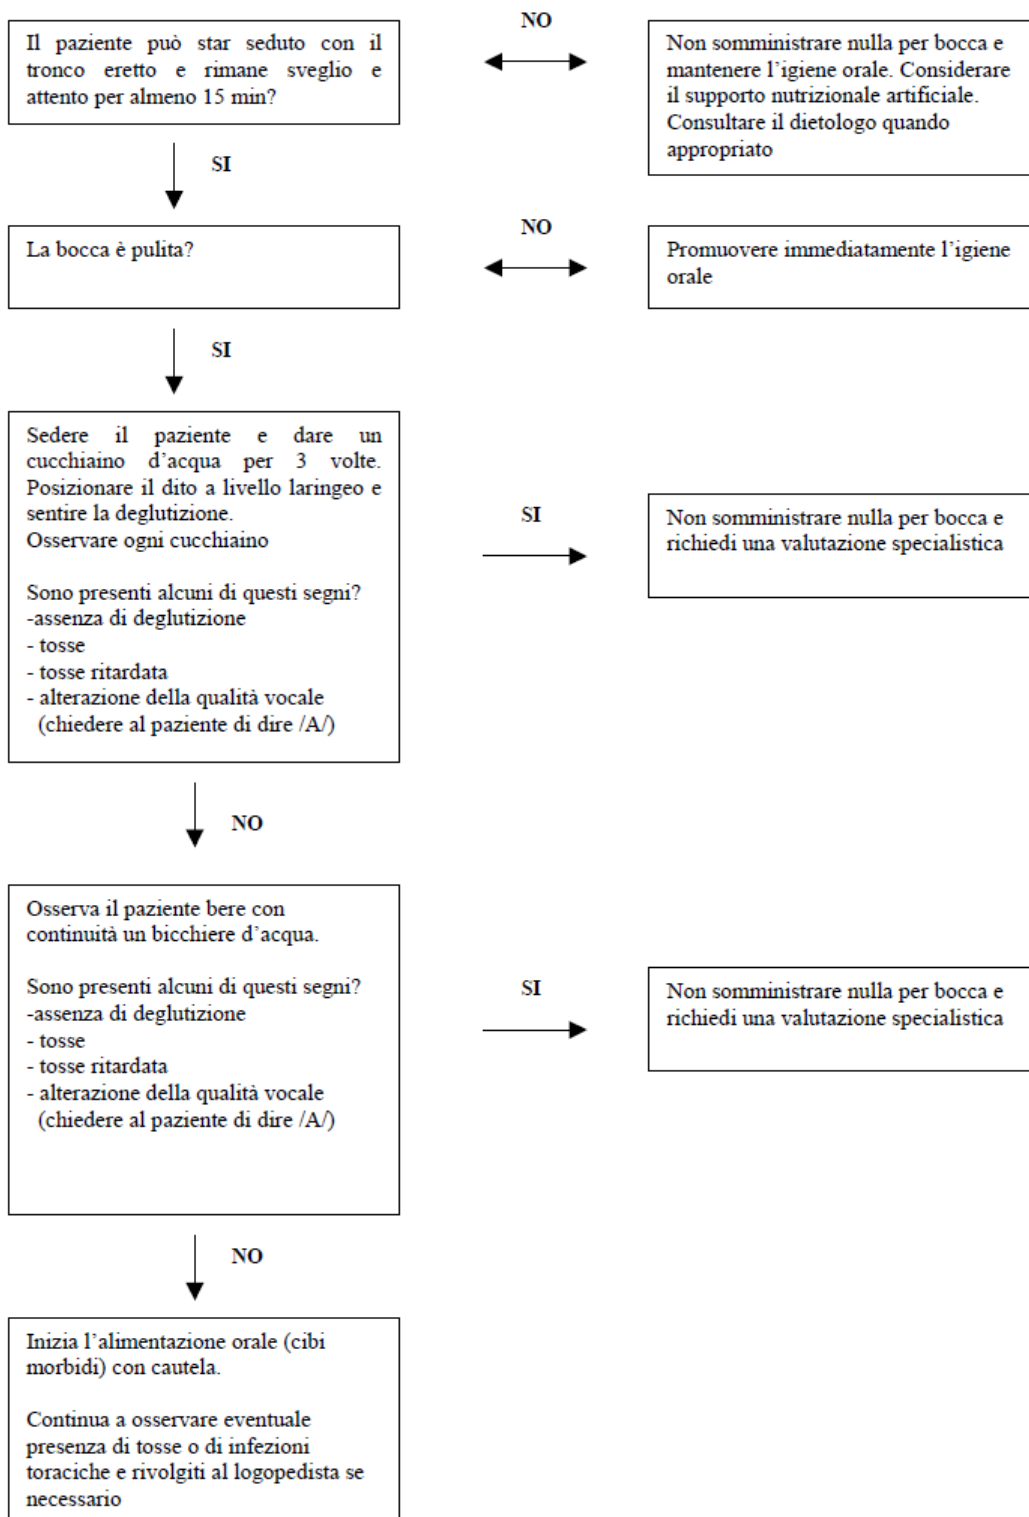 Il paziente può star seduto con il
tronco eretto e rimane sveglio e
attento per almeno 15 min?
NO
Non somministrare nulla per bocca e
mantenere l’igiene orale. Considerare
il supporto nutrizionale artificiale.
Consultare il dietologo quando
appropriato
SI
La bocca è pulita?
NO
Promuovere immediatamente l’igiene
orale
SI
Sedere il paziente e dare un
cucchiaino d’acqua per 3 volte.
Posizionare il dito a livello laringeo e
sentire la deglutizione.
Osservare ogni cucchiaino
Sono presenti alcuni di questi segni?
-assenza di deglutizione
- tosse
- tosse ritardata
- alterazione della qualità vocale
(chiedere al paziente di dire /A/)
SI
Non somministrare nulla per bocca e
richiedi una valutazione specialistica
NO
Osserva il paziente bere con
continuità un bicchiere d’acqua.
Sono presenti alcuni di questi segni?
-assenza di deglutizione
- tosse
- tosse ritardata
- alterazione della qualità vocale
(chiedere al paziente di dire /A/)
SI
Non somministrare nulla per bocca e
richiedi una valutazione specialistica
NO
Inizia l’alimentazione orale (cibi
morbidi) con cautela.
Continua a osservare eventuale
presenza di tosse o di infezioni
toraciche e rivolgiti al logopedista se
necessario